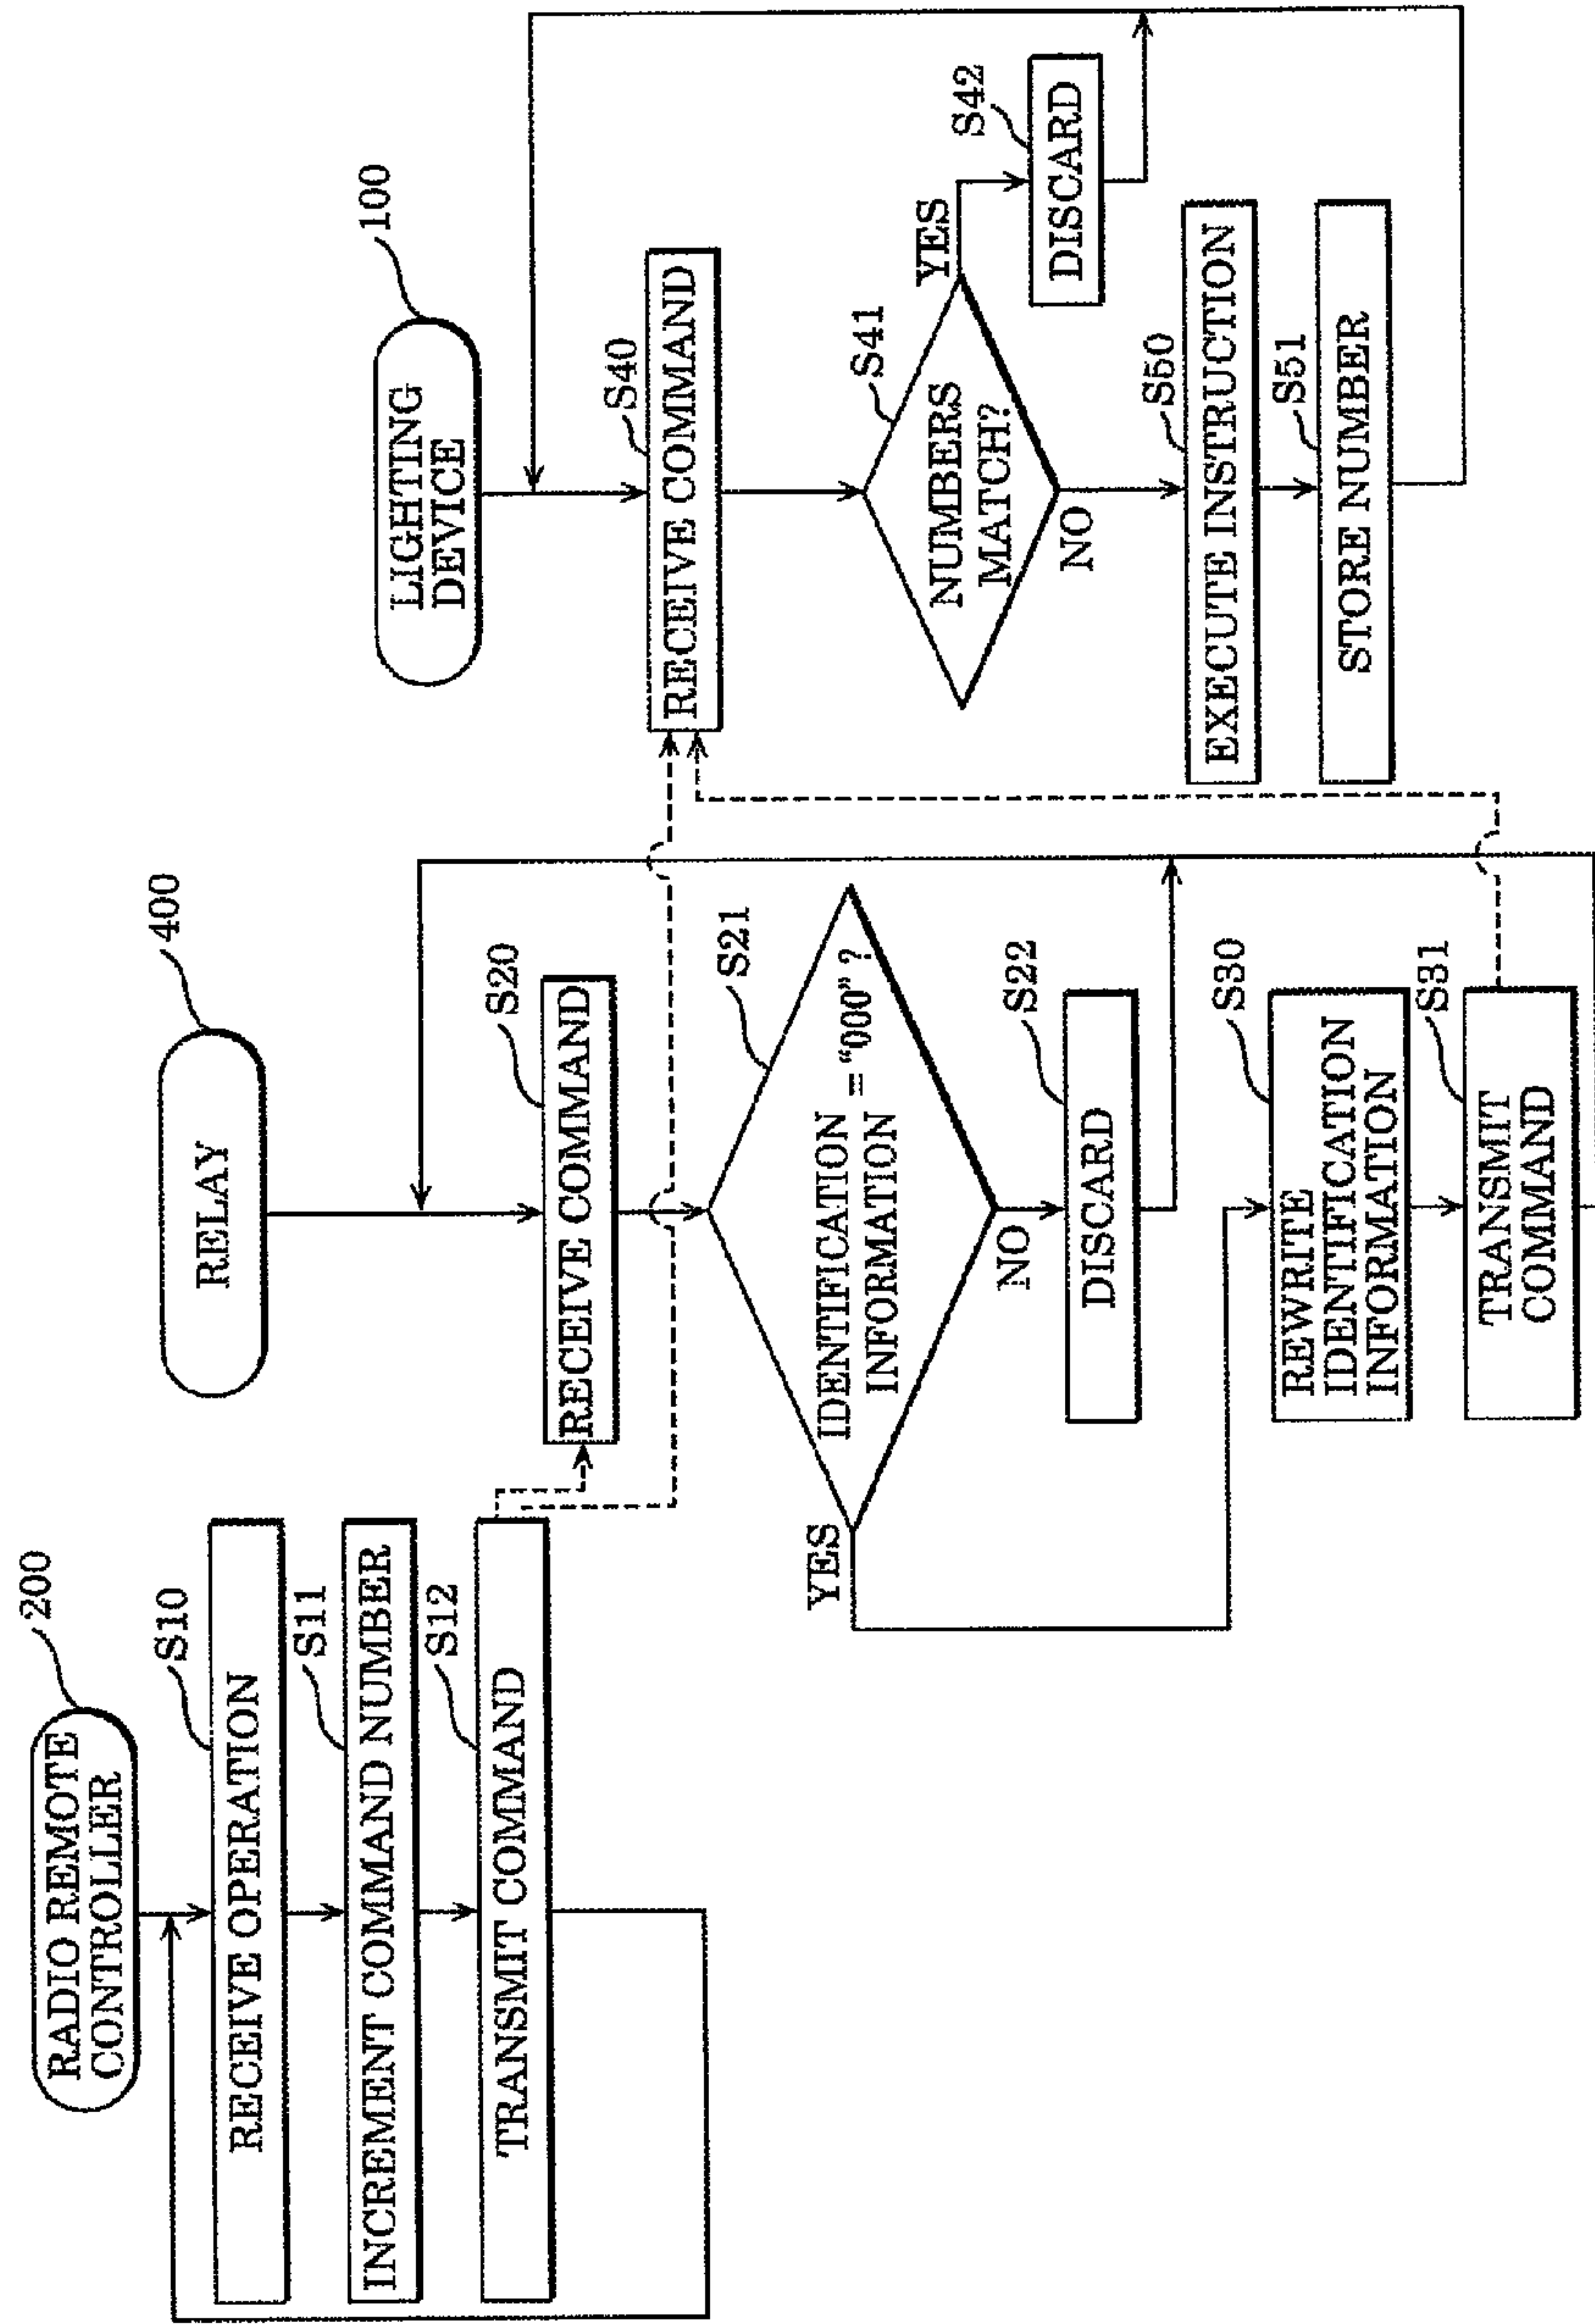 200
RADIO REMOTE
CONTROLLER
S10
RECEIVE OPERATION
S11
INCREMENT COMMAND NUMBER
S12
TRANSMIT COMMAND
400
RELAY
S20
RECEIVE COMMAND
S21
IDENTIFICATION
INFORMATION
= “000” ?
YES
NO
S22
DISCARD
S30
REWRITE
IDENTIFICATION
INFORMATION
S31
TRANSMIT
COMMAND
100
LIGHTING
DEVICE
S40
RECEIVE COMMAND
S41
NUMBERS
MATCH?
YES
S42
DISCARD
NO
S50
EXECUTE INSTRUCTION
S51
STORE NUMBER